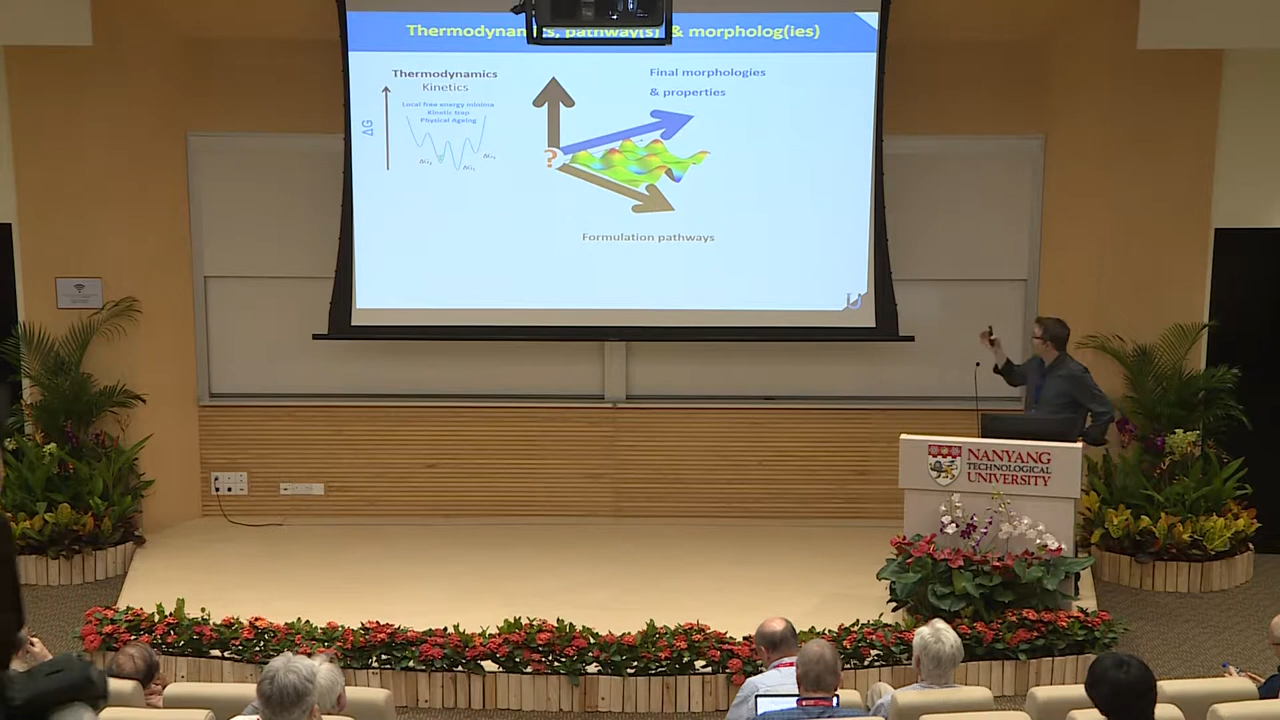 Thermodynamics, pathway(s) & morpholog(ies)
Thermodynamics
Kinetics
Local free energy minima
Kinetic trap
Physical Ageing
ΔG
Final morphologies
& properties
?
Formulation pathways
NANYANG
TECHNOLOGICAL
UNIVERSITY